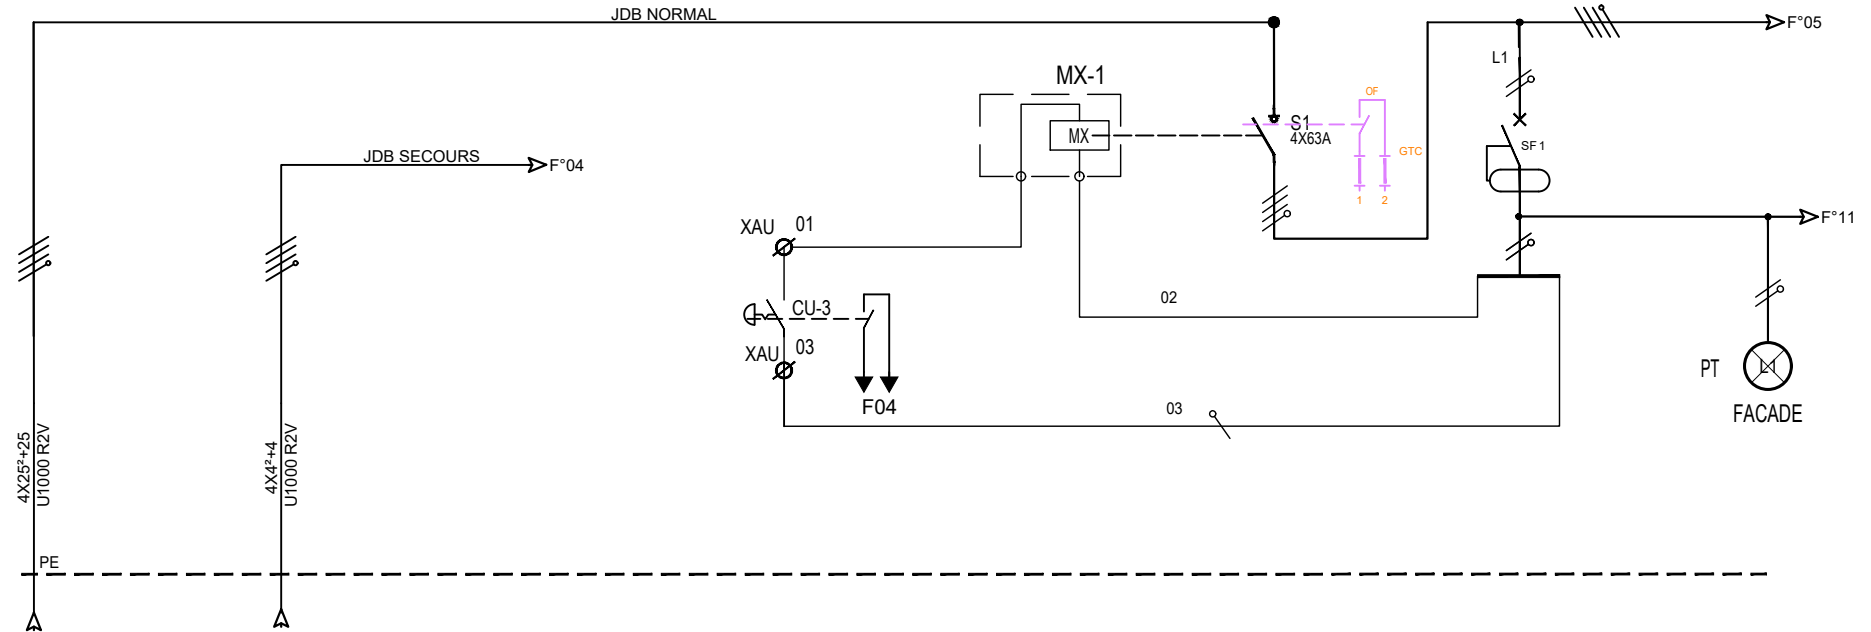 JDB NORMAL
F°05
L1
MX-1
OF
MX
S1
4X63A
GTC
SF1
JDB SECOURS
F°04
1
2
XAU
01
F°11
02
CU-3
XAU
03
PT
L1
F04
03
FACADE
4X25²+25
U1000 R2V
4X4²+4
U1000 R2V
PE